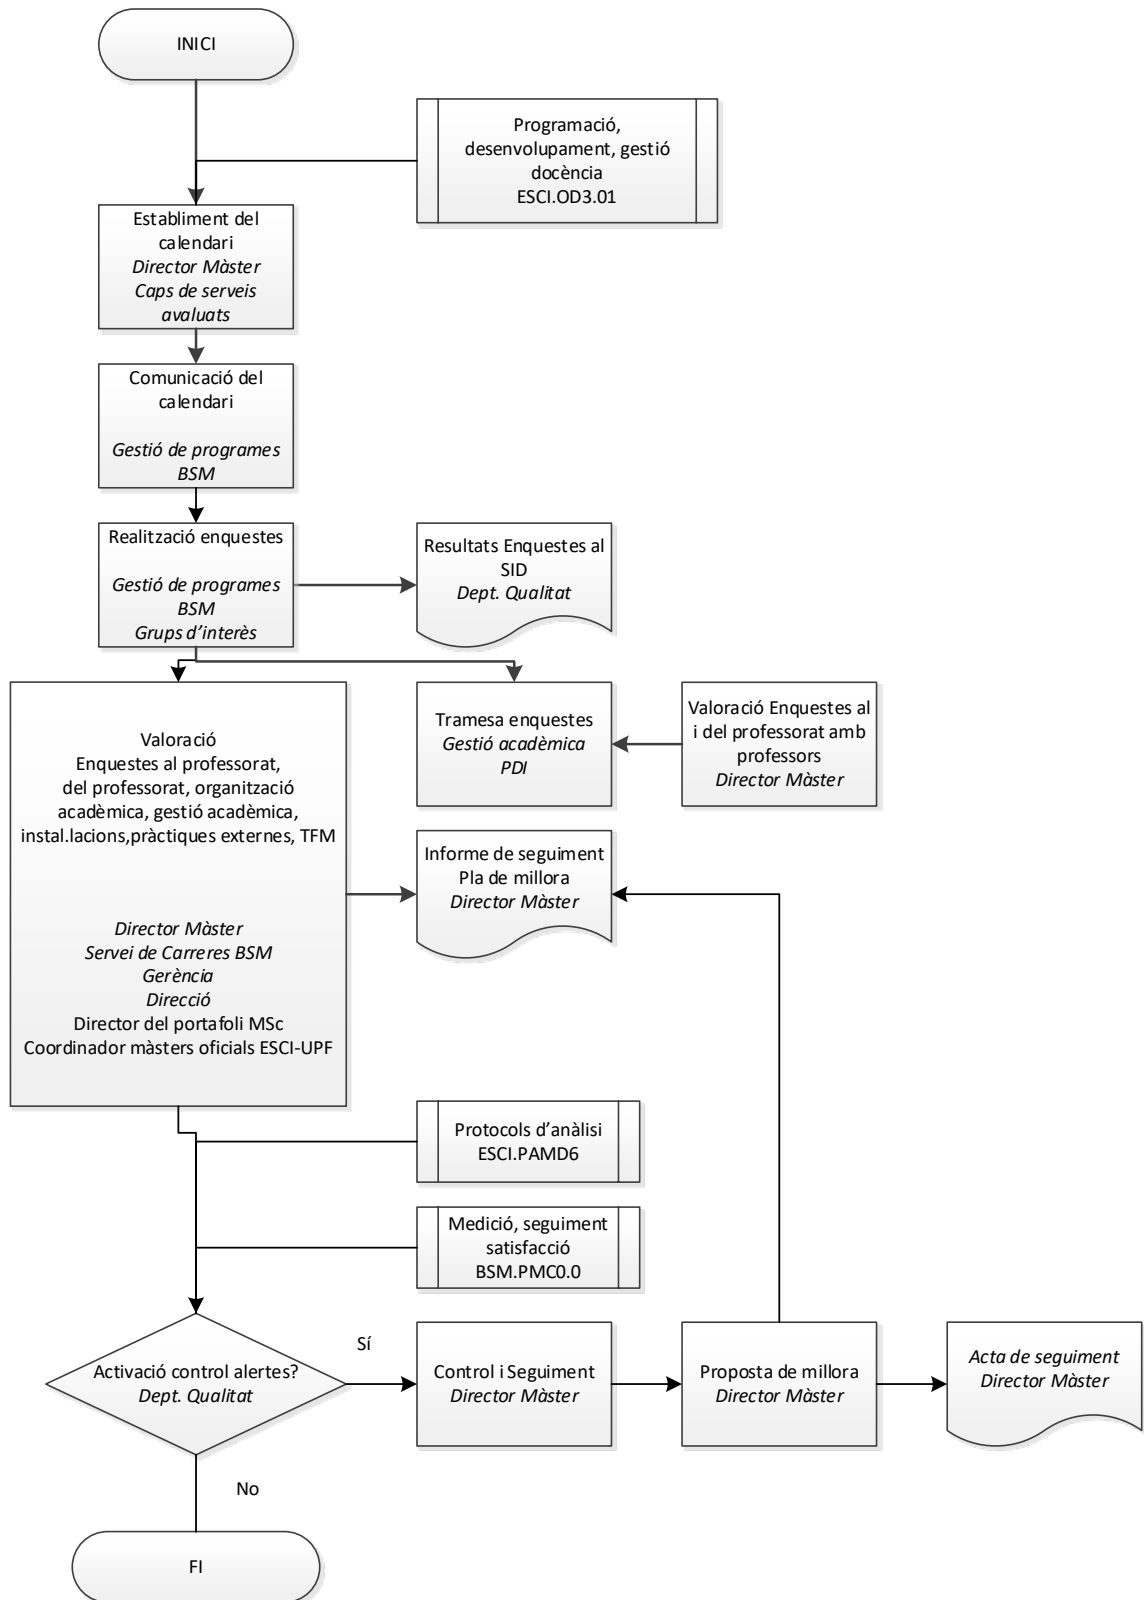 INICI
Programació,
desenvolupament, gestió
docència
ESCI.OD3.01
Establiment del
calendari
Director Màster
Caps de serveis
avaluats
Comunicació del
calendari
Gestió de programes
BSM
Realització enquestes
Gestió de programes
BSM
Grups d'interès
Resultats Enquestes al
SID
Dept. Qualitat
Valoració
Enquestes al professorat,
del professorat, organització
acadèmica, gestió acadèmica,
instal.lacions,pràctiques externes, TFM
Director Màster
Servei de Carreres BSM
Gerència
Direcció
Director del portafoli MSc
Coordinador màsters oficials ESCI-UPF
Tramesa enquestes
Gestió acadèmica
PDI
Valoració Enquestes al
i del professorat amb
professors
Director Màster
Informe de seguiment
Pla de millora
Director Màster
Protocols d'anàlisi
ESCI.PAMD6
Medició, seguiment
satisfacció
BSM.PMC0.0
Activació control alertes?
Dept. Qualitat
Sí
Control i Seguiment
Director Màster
Proposta de millora
Director Màster
Acta de seguiment
Director Màster
No
FI